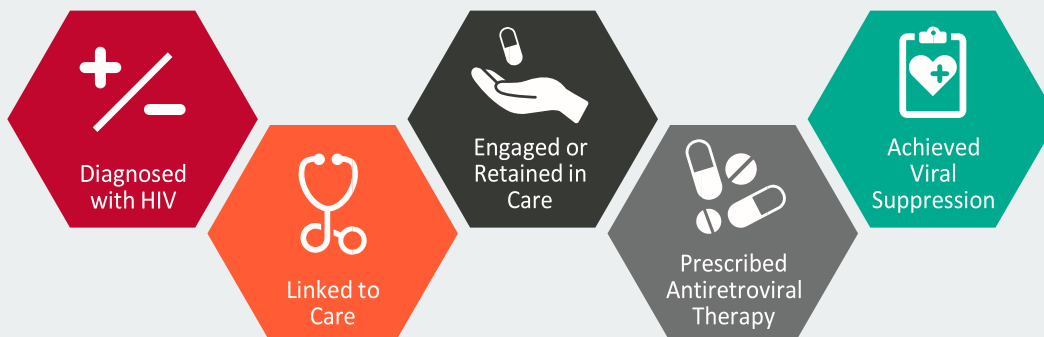 Diagnosed
with HIV
Linked to
Care
Engaged or
Retained in
Care
Prescribed
Antiretroviral
Therapy
Achieved
Viral
Suppression